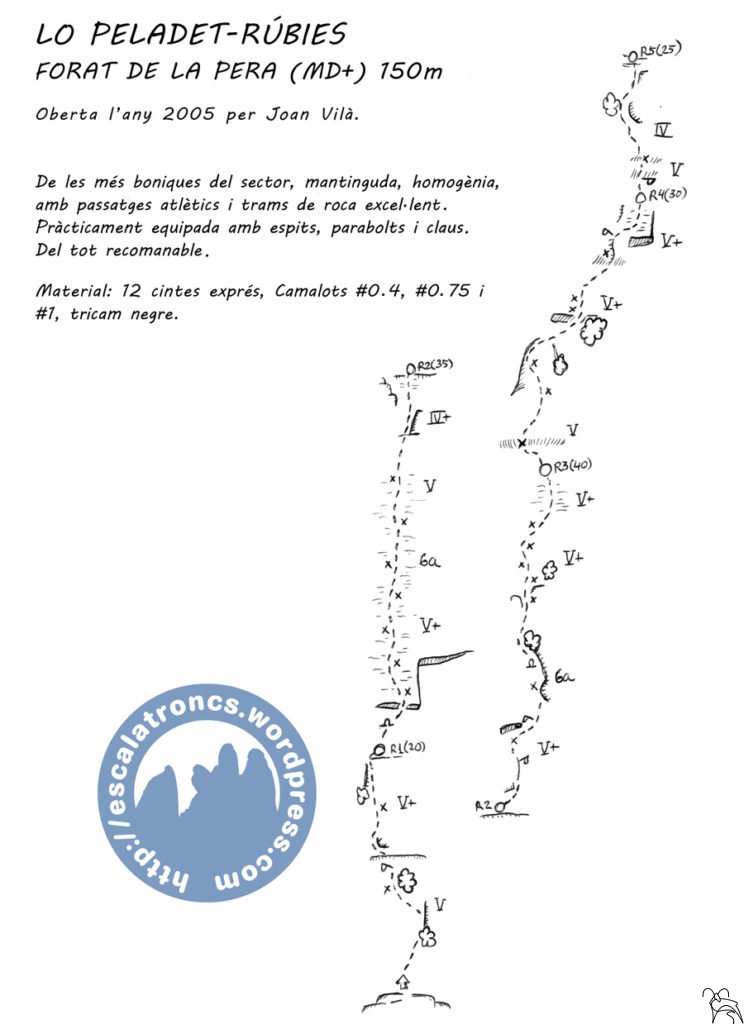 LO PELADET-RÚBIES
FORAT DE LA PERA (MD+) 150m
Oberta l'any 2005 per Joan Vilà.
De les més boniques del sector, mantinguda, homogènia,
amb passatges atlètics i trams de roca excel·lent.
Pràcticament equipada amb espits, parabolts i claus.
Del tot recomanable.
Material: 12 cintes exprés, Camalots #0.4, #0.75 i
#1, tricam negre.
R2(35)
IV+
V
6a
V+
R1(20)
V+
V
R5(25)
IV
V
R4(30)
V+
V+
V
R3(40)
V+
V+
6a
V+
R2
http://escalatroncs.wordpress.com